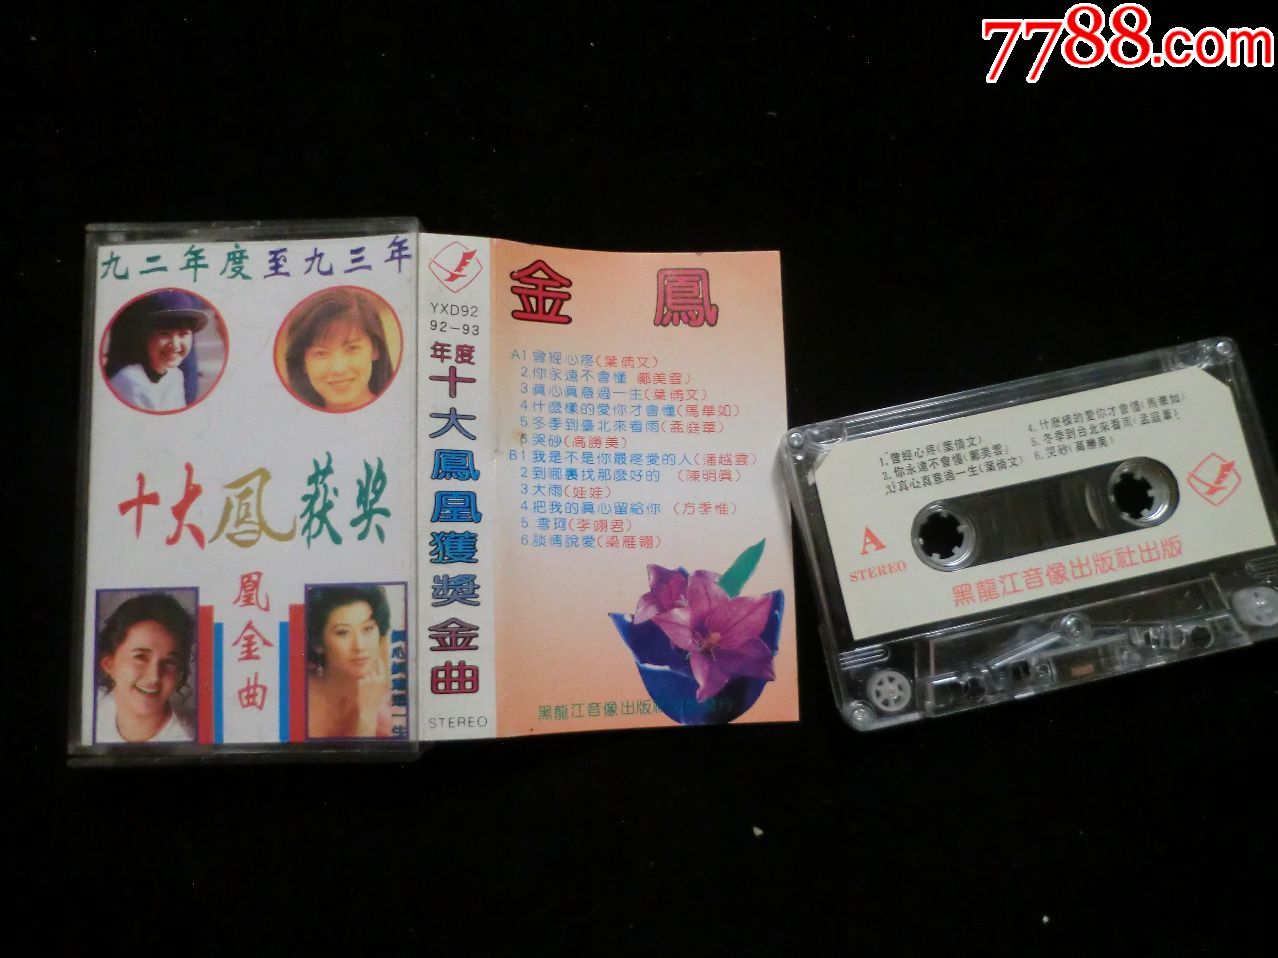 7788.com
九二年度至九三年
十大鳳获奖
凰金曲
YXD92
92-93
年度十大鳳凰獲獎金曲
STEREO
金鳳
A1曾經心疼(葉倩文)
2.你永遠不會懂 鄺美雲)
3真心真意過一生(葉倩文)
4.什麼樣的愛你才會懂(馬華如)
5.冬季到臺北來看雨(孟庭葦)
6.哭砂(高勝美)
B1我是不是你最疼愛的人(潘越雲)
2到哪裏找那麼好的 (陳明真)
3大雨(娃娃)
4.把我的真心留給你 (方季惟)
5.雪珂(李翊君)
6談情說愛(梁雁翎)
黑龍江音像出版社
行
1.曾經心疼(葉倩文)
2.你永遠不會懂(鄺美雲)
3.真心真意過一生(葉倩文)
4.什麽樣的愛你才會懂(馬華如)
5.冬季到台北來看雨(孟庭葦)
6.哭砂(高勝美)
A
STEREO
黑龍江音像出版社出版